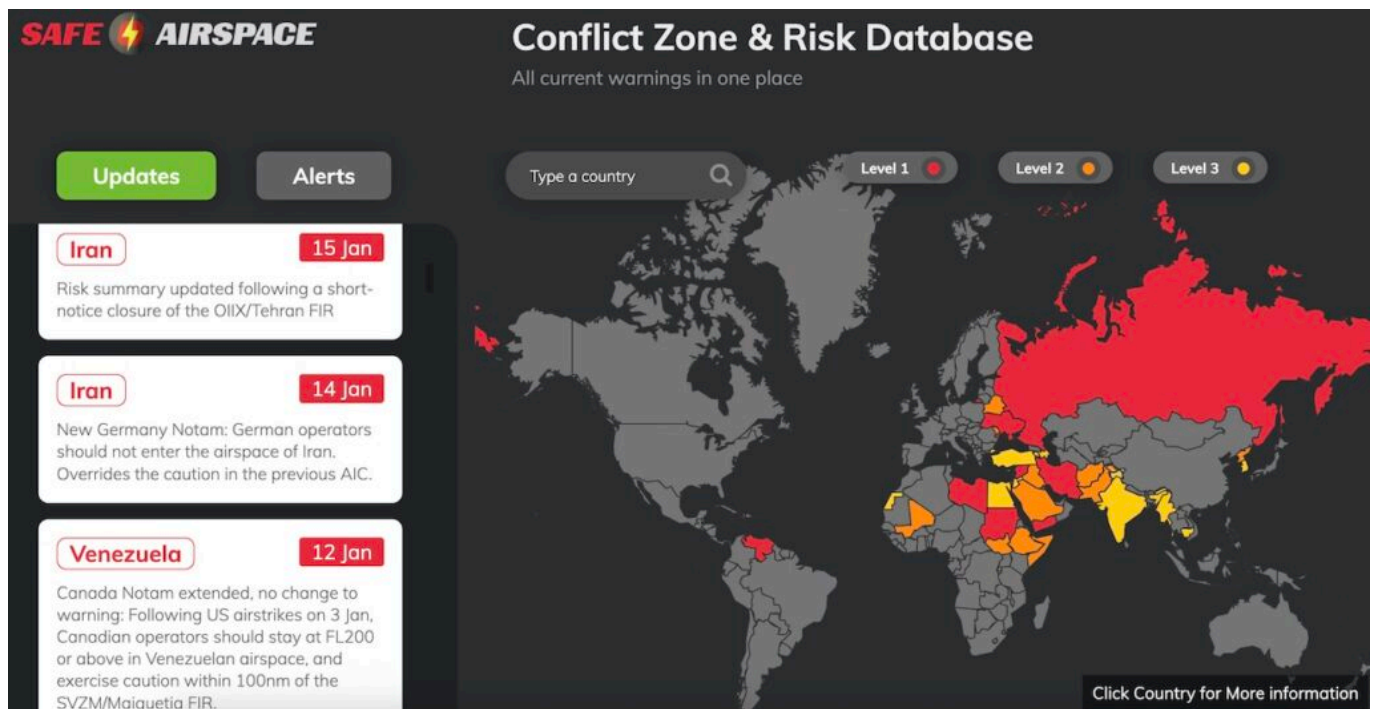 SAFE AIRSPACE
Conflict Zone & Risk Database
All current warnings in one place
Updates
Alerts
Type a country
Level 1
Level 2
Level 3
Iran
15 Jan
Risk summary updated following a short-
notice closure of the OIIX/Tehran FIR
Iran
14 Jan
New Germany Notam: German operators
should not enter the airspace of Iran.
Overrides the caution in the previous AIC.
Venezuela
12 Jan
Canada Notam extended, no change to
warning: Following US airstrikes on 3 Jan,
Canadian operators should stay at FL200
or above in Venezuelan airspace, and
exercise caution within 100nm of the
SVZM/Maiquetia FIR.
Click Country for More information